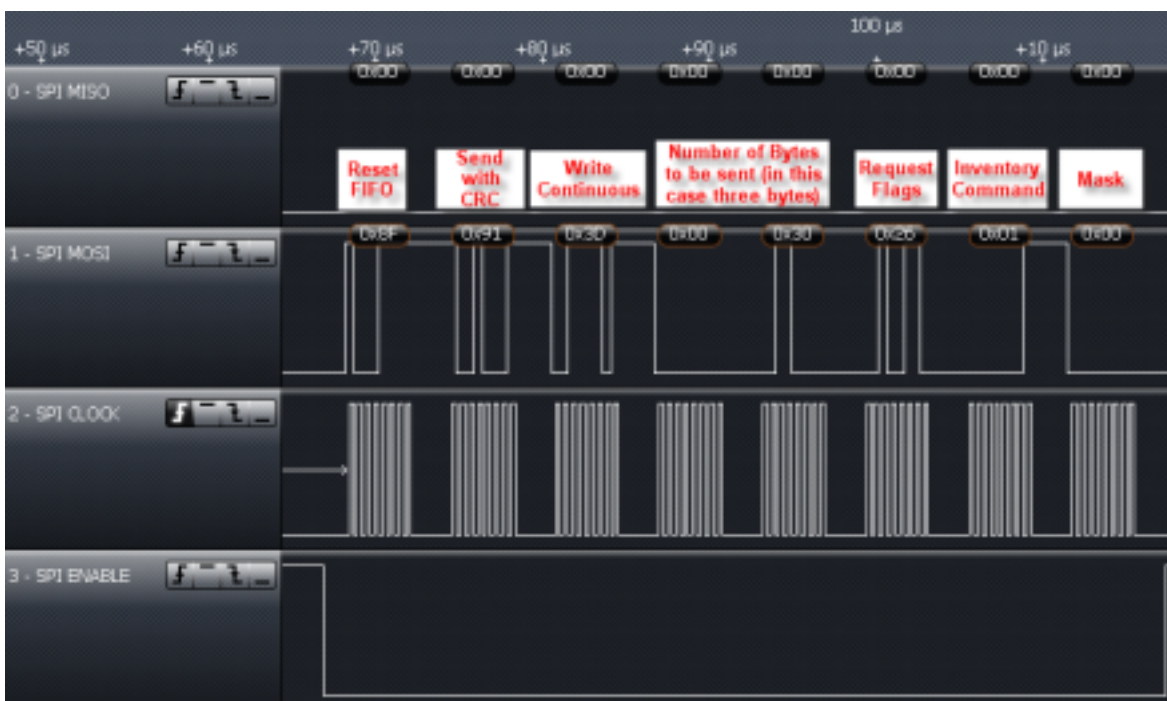 100 µs
+50 µs +60 µs +70 µs +80 µs +90 µs +10 µs
0x00 0x00 0x00 0x00 0x00 0x00 0x00 0x00
0 - SPI MISO
Reset
FIFO
Send
with
CRC
Write
Continuous
Number of Bytes
to be sent (in this
case three bytes)
Request
Flags
Inventory
Command
Mask
0x8F 0x91 0x3D 0x00 0x30 0x26 0x01 0x00
1 - SPI MOSI
2 - SPI CLOCK
3 - SPI ENABLE